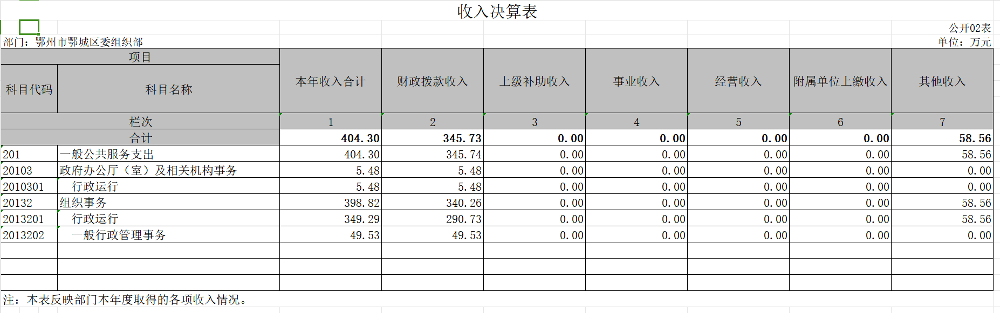 收入决算表
公开02表
部门：鄂州市鄂城区委组织部 单位：万元
项目 本年收入合计 财政拨款收入 上级补助收入 事业收入 经营收入 附属单位上缴收入 其他收入
科目代码 科目名称
栏次 1 2 3 4 5 6 7
合计 404.30 345.73 0.00 0.00 0.00 0.00 58.56
201 一般公共服务支出 404.30 345.74 0.00 0.00 0.00 0.00 58.56
20103 政府办公厅（室）及相关机构事务 5.48 5.48 0.00 0.00 0.00 0.00 0.00
2010301 行政运行 5.48 5.48 0.00 0.00 0.00 0.00 0.00
20132 组织事务 398.82 340.26 0.00 0.00 0.00 0.00 58.56
2013201 行政运行 349.29 290.73 0.00 0.00 0.00 0.00 58.56
2013202 一般行政管理事务 49.53 49.53 0.00 0.00 0.00 0.00 0.00
注：本表反映部门本年度取得的各项收入情况。